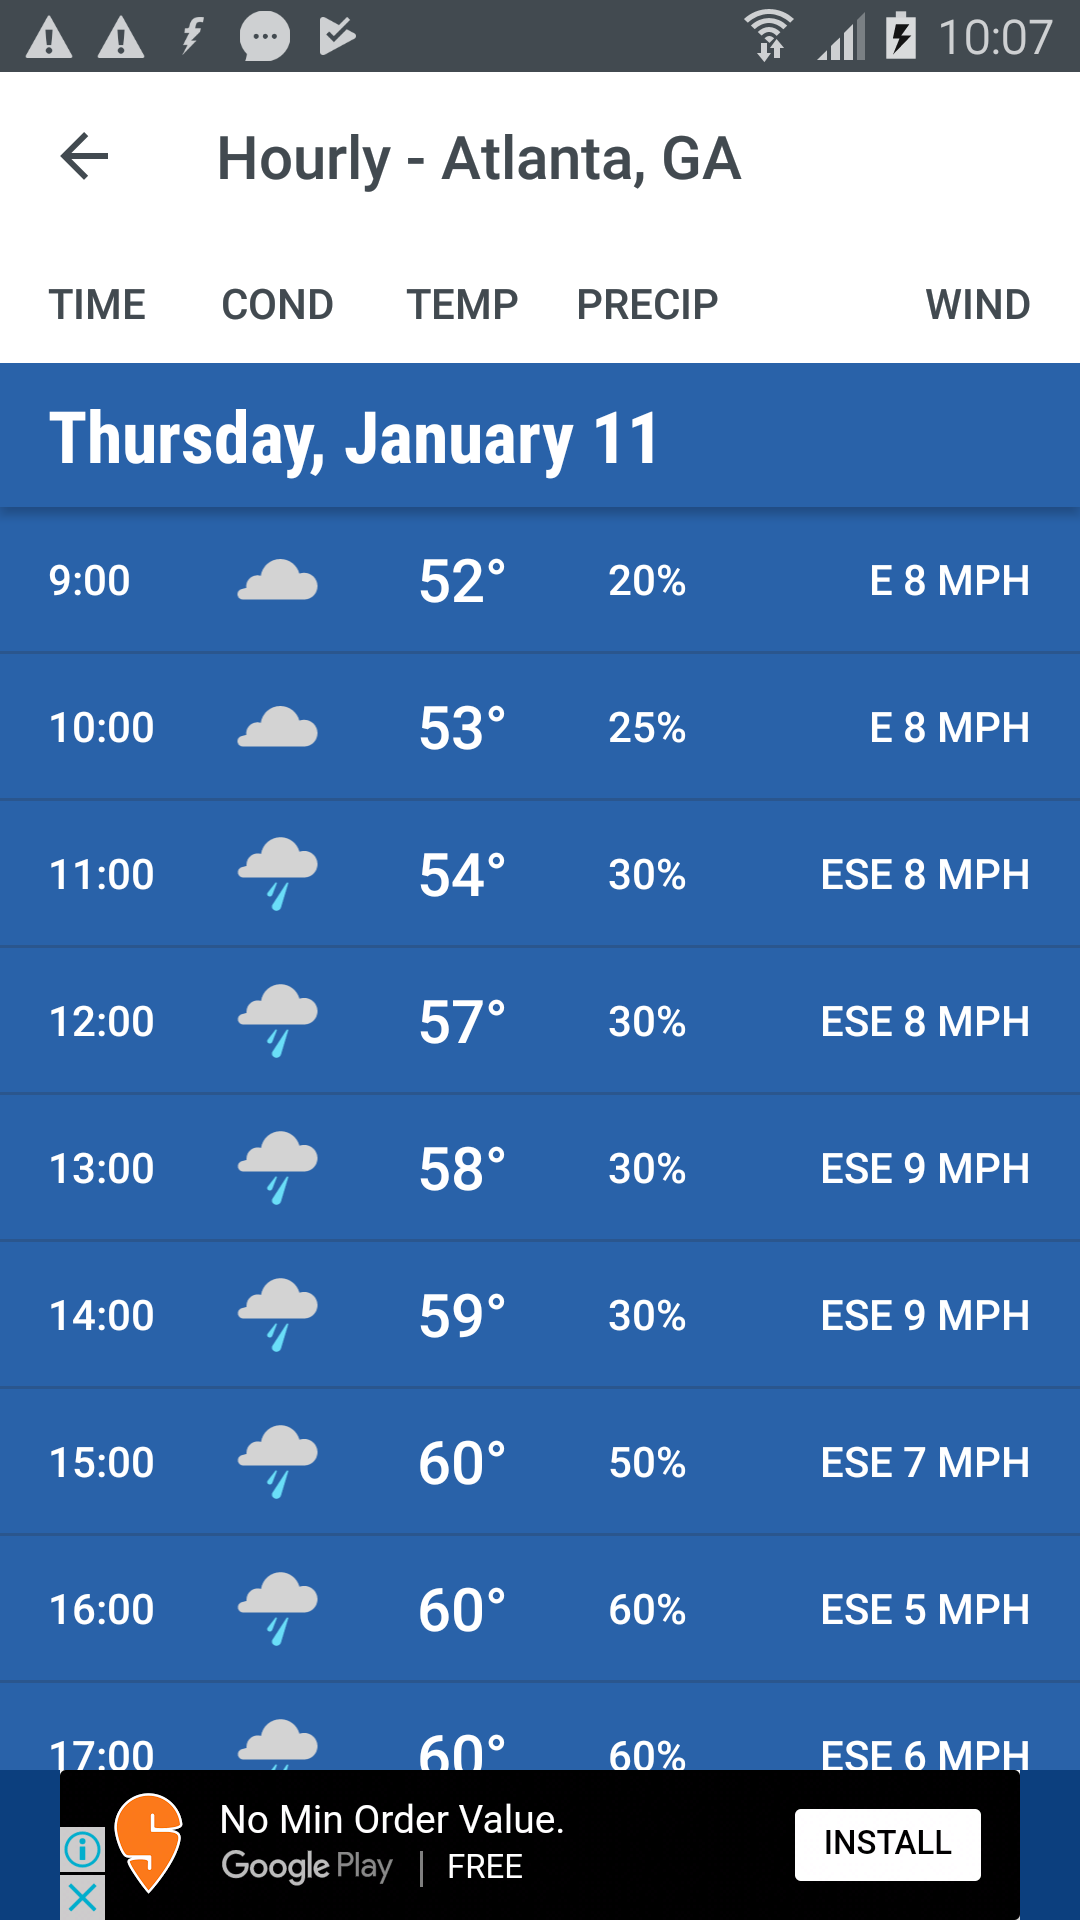 10:07
Hourly - Atlanta, GA
TIME COND TEMP PRECIP WIND
Thursday, January 11
9:00 52° 20% E 8 MPH
10:00 53° 25% E 8 MPH
11:00 54° 30% ESE 8 MPH
12:00 57° 30% ESE 8 MPH
13:00 58° 30% ESE 9 MPH
14:00 59° 30% ESE 9 MPH
15:00 60° 50% ESE 7 MPH
16:00 60° 60% ESE 5 MPH
17:00 60° 60% ESE 6 MPH
No Min Order Value.
Google Play | FREE
INSTALL